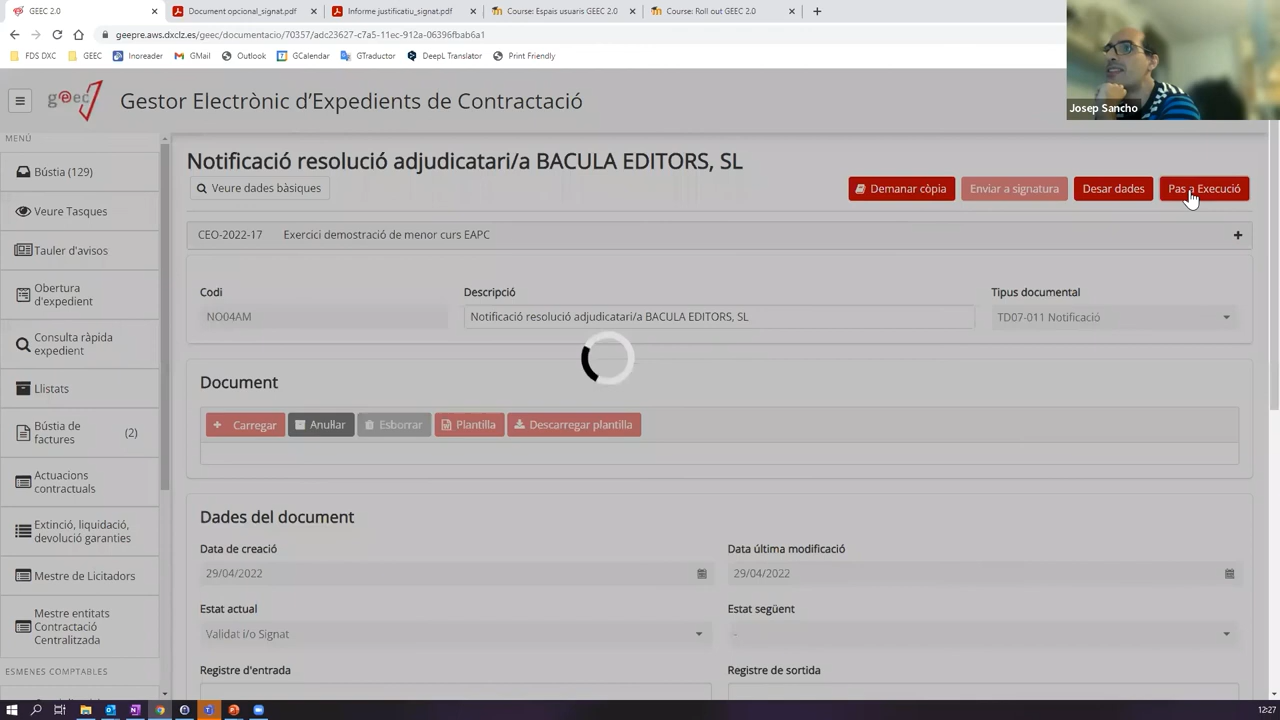 GEEC 2.0
Document opcional_signat.pdf
Informe justificatiu_signat.pdf
Course: Espais usuaris GEEC 2.0
Course: Roll out GEEC 2.0
geepre.aws.dxclz.es/geec/documentacio/70357/adc23627-c7a5-11ec-912a-06396fbab6a1
FDS DXC
GEEC
Inoreader
GMail
Outlook
GCalendar
GTraductor
DeepL Translator
Print Friendly
Josep Sancho
geec
Gestor Electrònic d'Expedients de Contractació
MENÚ
Bústia (129)
Veure Tasques
Tauler d'avisos
Obertura
d'expedient
Consulta ràpida
expedient
Llistats
Bústia de
factures
(2)
Actuacions
contractuals
Extinció, liquidació,
devolució garanties
Mestre de Licitadors
Mestre entitats
Contractació
Centralitzada
ESMENES COMPTABLES
Notificació resolució adjudicatari/a BACULA EDITORS, SL
Veure dades bàsiques
Demanar còpia
Enviar a signatura
Desar dades
Pas a Execució
CEO-2022-17 Exercici demostració de menor curs EAPC
Codi
Descripció
Tipus documental
NO04AM
Notificació resolució adjudicatari/a BACULA EDITORS, SL
TD07-011 Notificació
Document
Carregar
Anul·lar
Esborrar
Plantilla
Descarregar plantilla
Dades del document
Data de creació
Data última modificació
29/04/2022
29/04/2022
Estat actual
Estat següent
Validat i/o Signat
-
Registre d'entrada
Registre de sortida
12:27